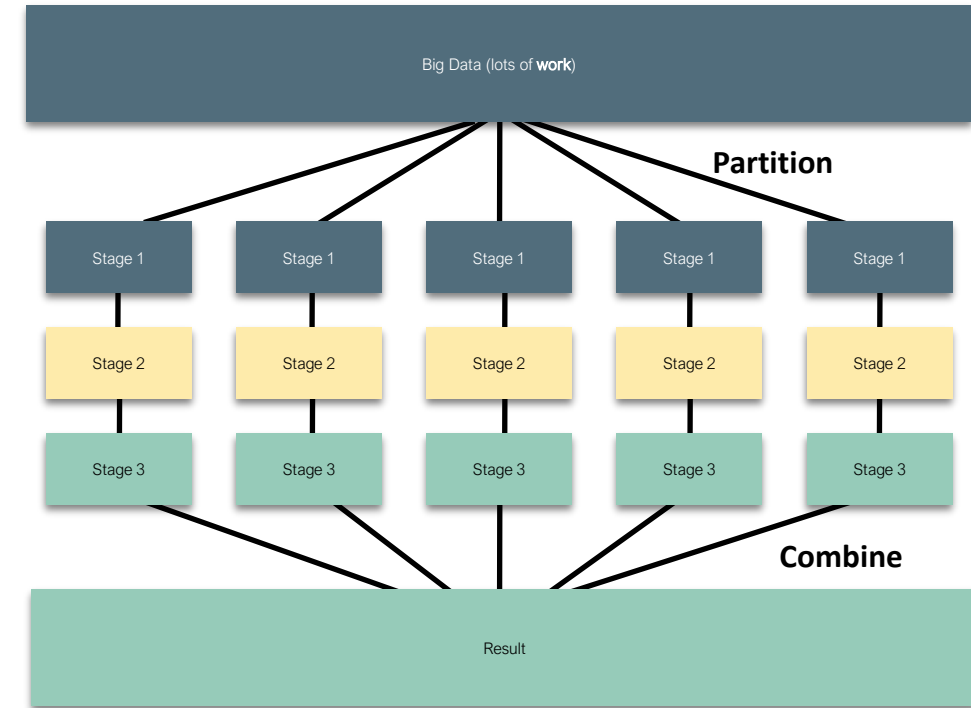 Big Data (lots of work)
Partition
Stage 1 Stage 1 Stage 1 Stage 1 Stage 1
Stage 2 Stage 2 Stage 2 Stage 2 Stage 2
Stage 3 Stage 3 Stage 3 Stage 3 Stage 3
Combine
Result